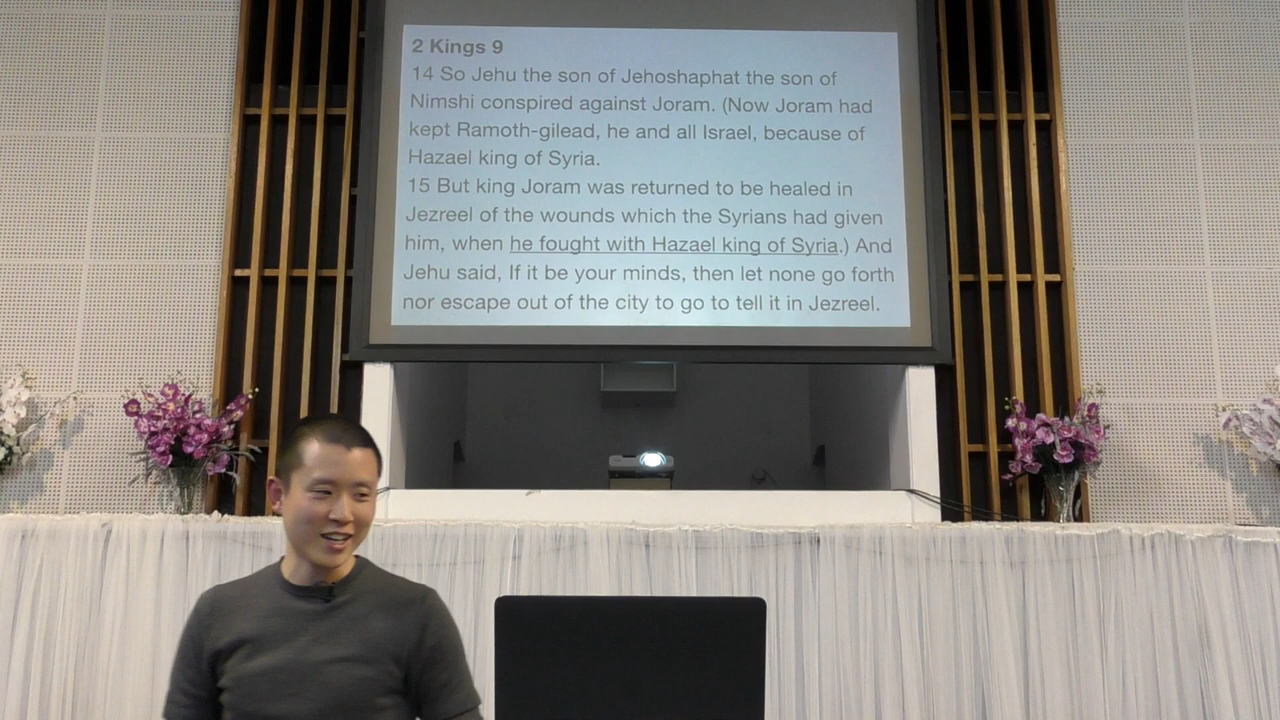 2 Kings 9
14 So Jehu the son of Jehoshaphat the son of
Nimshi conspired against Joram. (Now Joram had
kept Ramoth-gilead, he and all Israel, because of
Hazael king of Syria.
15 But king Joram was returned to be healed in
Jezreel of the wounds which the Syrians had given
him, when he fought with Hazael king of Syria.) And
Jehu said, If it be your minds, then let none go forth
nor escape out of the city to go to tell it in Jezreel.